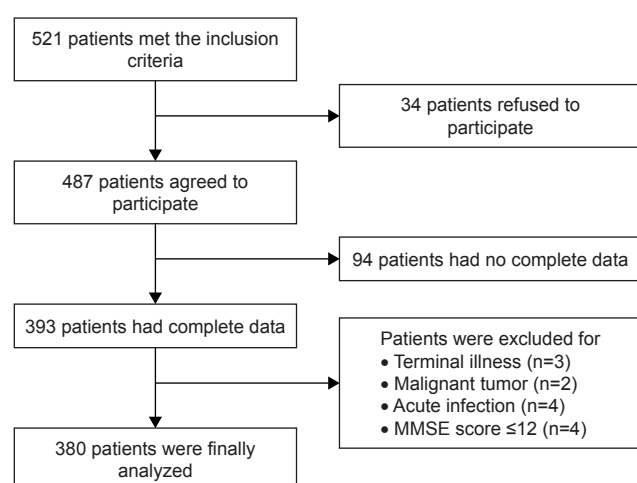 521 patients met the inclusion
criteria
34 patients refused to
participate
487 patients agreed to
participate
94 patients had no complete data
393 patients had complete data
Patients were excluded for
• Terminal illness (n=3)
• Malignant tumor (n=2)
• Acute infection (n=4)
• MMSE score ≤12 (n=4)
380 patients were finally
analyzed